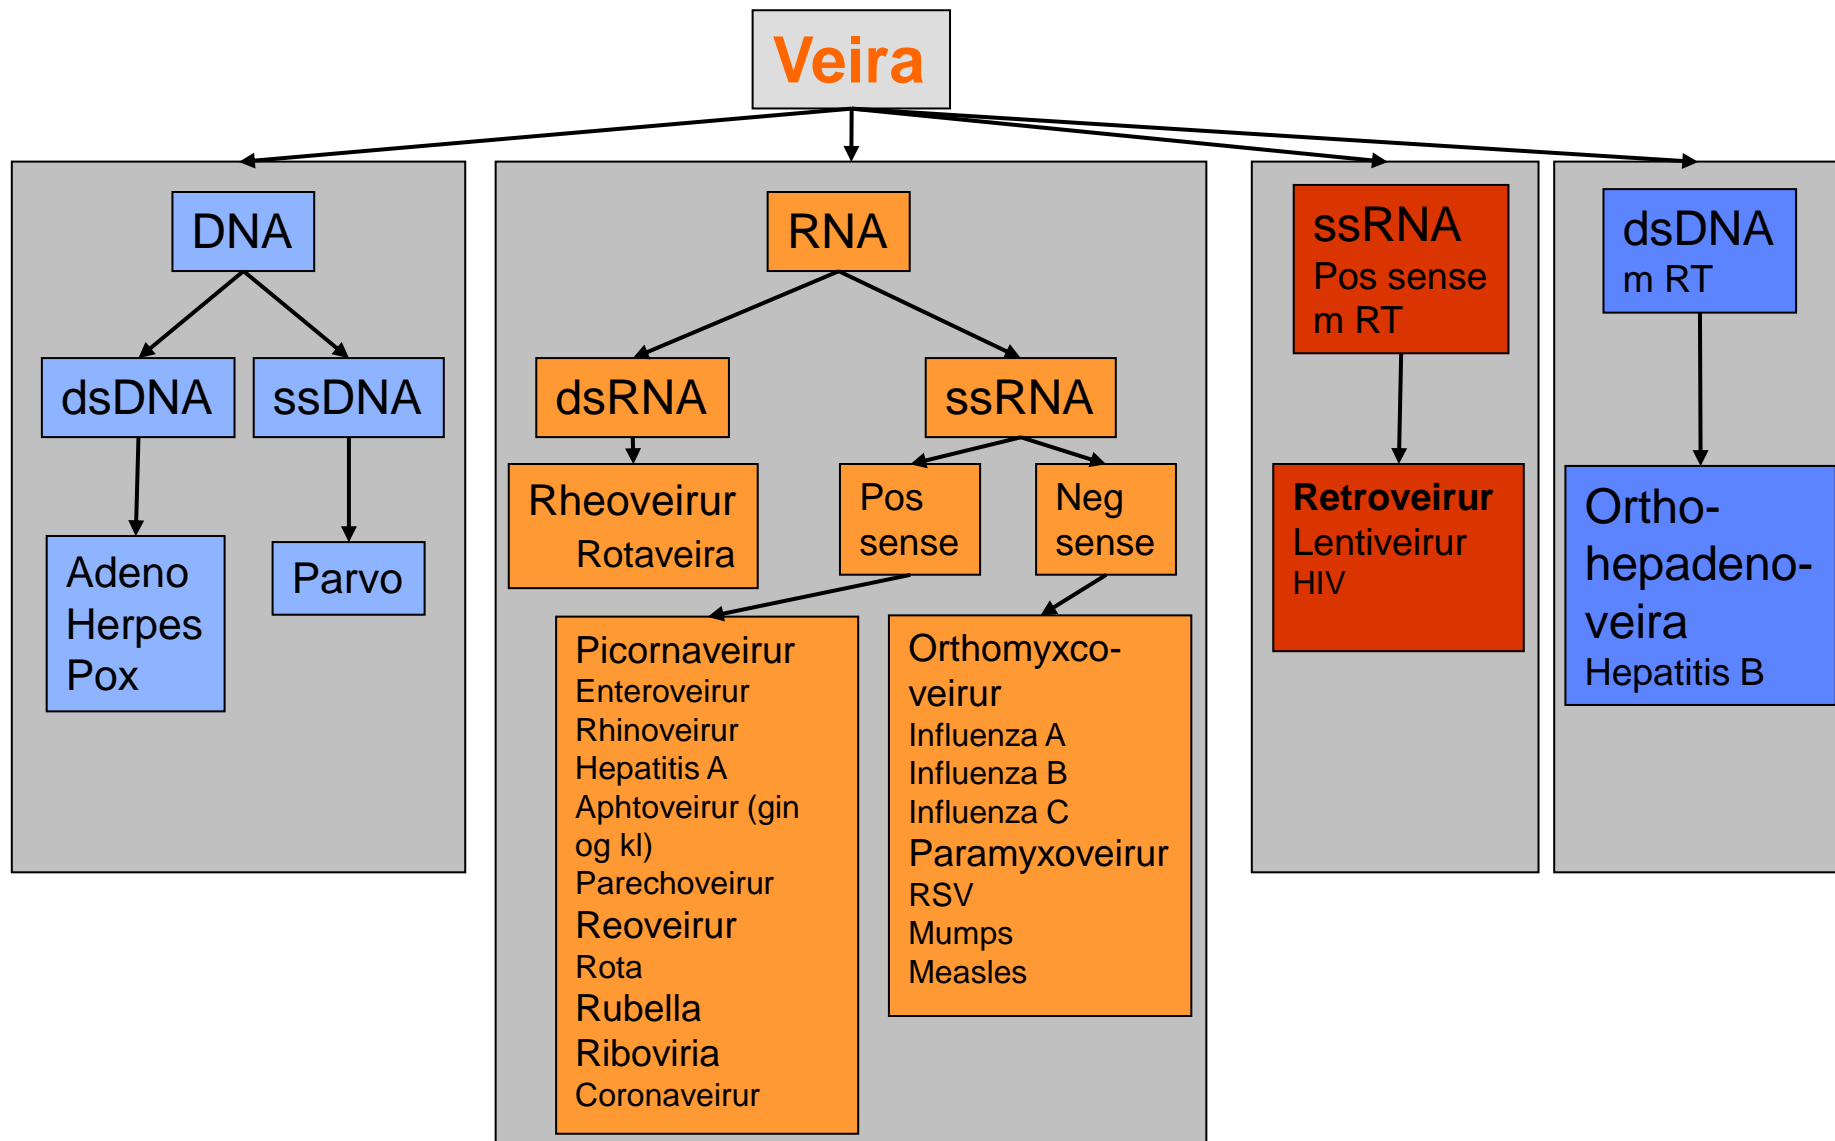 Veira
DNA
dsDNA
ssDNA
Adeno
Herpes
Pox
Parvo
RNA
dsRNA
ssRNA
Rheoveirur
Rotaveira
Pos
sense
Neg
sense
Picornaveirur
Enteroveirur
Rhinoveirur
Hepatitis A
Aphtoveirur (gin
og kl)
Parechoveirur
Reoveirur
Rota
Rubella
Riboviria
Coronaveirur
Orthomyxco-
veirur
Influenza A
Influenza B
Influenza C
Paramyxoveirur
RSV
Mumps
Measles
ssRNA
Pos sense
m RT
Retroveirur
Lentiveirur
HIV
dsDNA
m RT
Ortho-
hepadeno-
veira
Hepatitis B